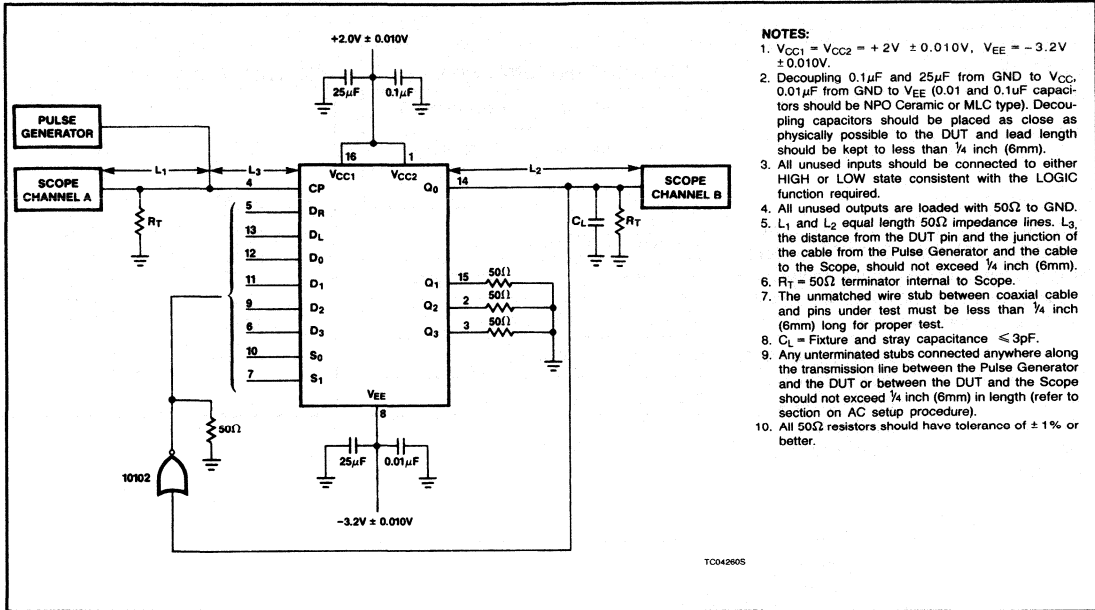 +2.0V ± 0.010V
25µF
0.1µF
PULSE
GENERATOR
L₁
L₃
L₂
16
1
SCOPE
CHANNEL A
4
CP
VCC1
VCC2
Q₀
14
SCOPE
CHANNEL B
RT
CL
RT
5
DR
13
DL
12
D₀
11
D₁
9
D₂
6
D₃
10
S₀
7
S₁
Q₁
15
50Ω
Q₂
2
50Ω
Q₃
3
50Ω
VEE
8
50Ω
10102
25µF
0.01µF
−3.2V ± 0.010V
TC04260S
NOTES:
1. VCC1 = VCC2 = + 2V ± 0.010V, VEE = − 3.2V
± 0.010V.
2. Decoupling 0.1µF and 25µF from GND to VCC,
0.01µF from GND to VEE (0.01 and 0.1uF capaci-
tors should be NPO Ceramic or MLC type). Decou-
pling capacitors should be placed as close as
physically possible to the DUT and lead length
should be kept to less than ¼ inch (6mm).
3. All unused inputs should be connected to either
HIGH or LOW state consistent with the LOGIC
function required.
4. All unused outputs are loaded with 50Ω to GND.
5. L₁ and L₂ equal length 50Ω impedance lines. L₃,
the distance from the DUT pin and the junction of
the cable from the Pulse Generator and the cable
to the Scope, should not exceed ¼ inch (6mm).
6. RT = 50Ω terminator internal to Scope.
7. The unmatched wire stub between coaxial cable
and pins under test must be less than ¼ inch
(6mm) long for proper test.
8. CL = Fixture and stray capacitance ⩽ 3pF.
9. Any unterminated stubs connected anywhere along
the transmission line between the Pulse Generator
and the DUT or between the DUT and the Scope
should not exceed ¼ inch (6mm) in length (refer to
section on AC setup procedure).
10. All 50Ω resistors should have tolerance of ± 1% or
better.